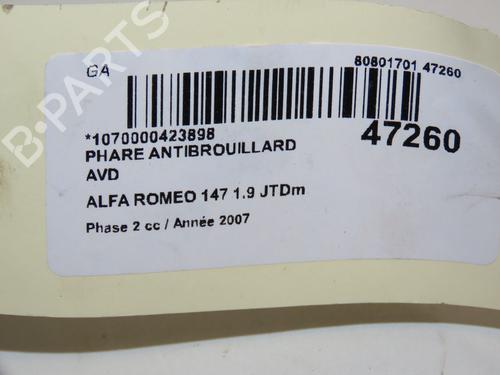 GA
80801701 47260
*1070000423898
47260
PHARE ANTIBROUILLARD
AVD
ALFA ROMEO 147 1.9 JTDm
Phase 2 cc / Année 2007
B-PARTS